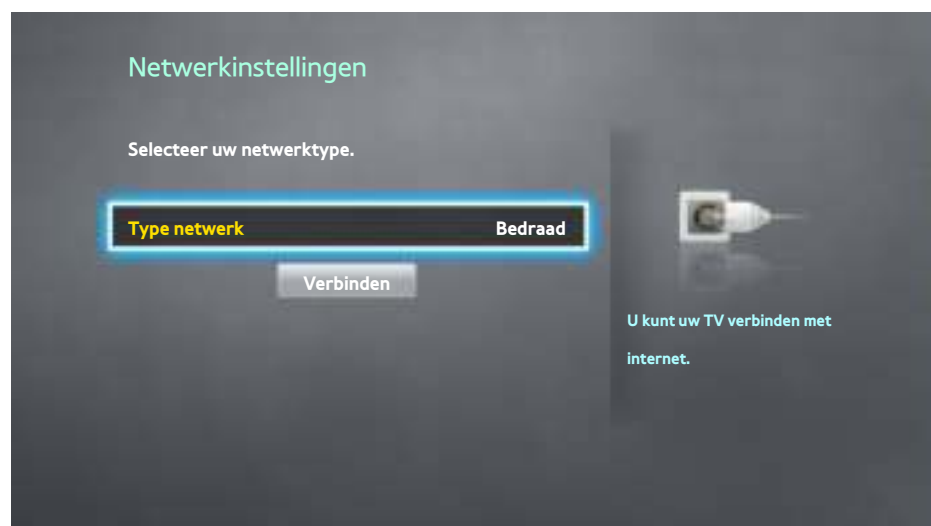 Netwerkinstellingen
Selecteer uw netwerktype.
Type netwerk Bedraad
Verbinden
U kunt uw TV verbinden met
internet.